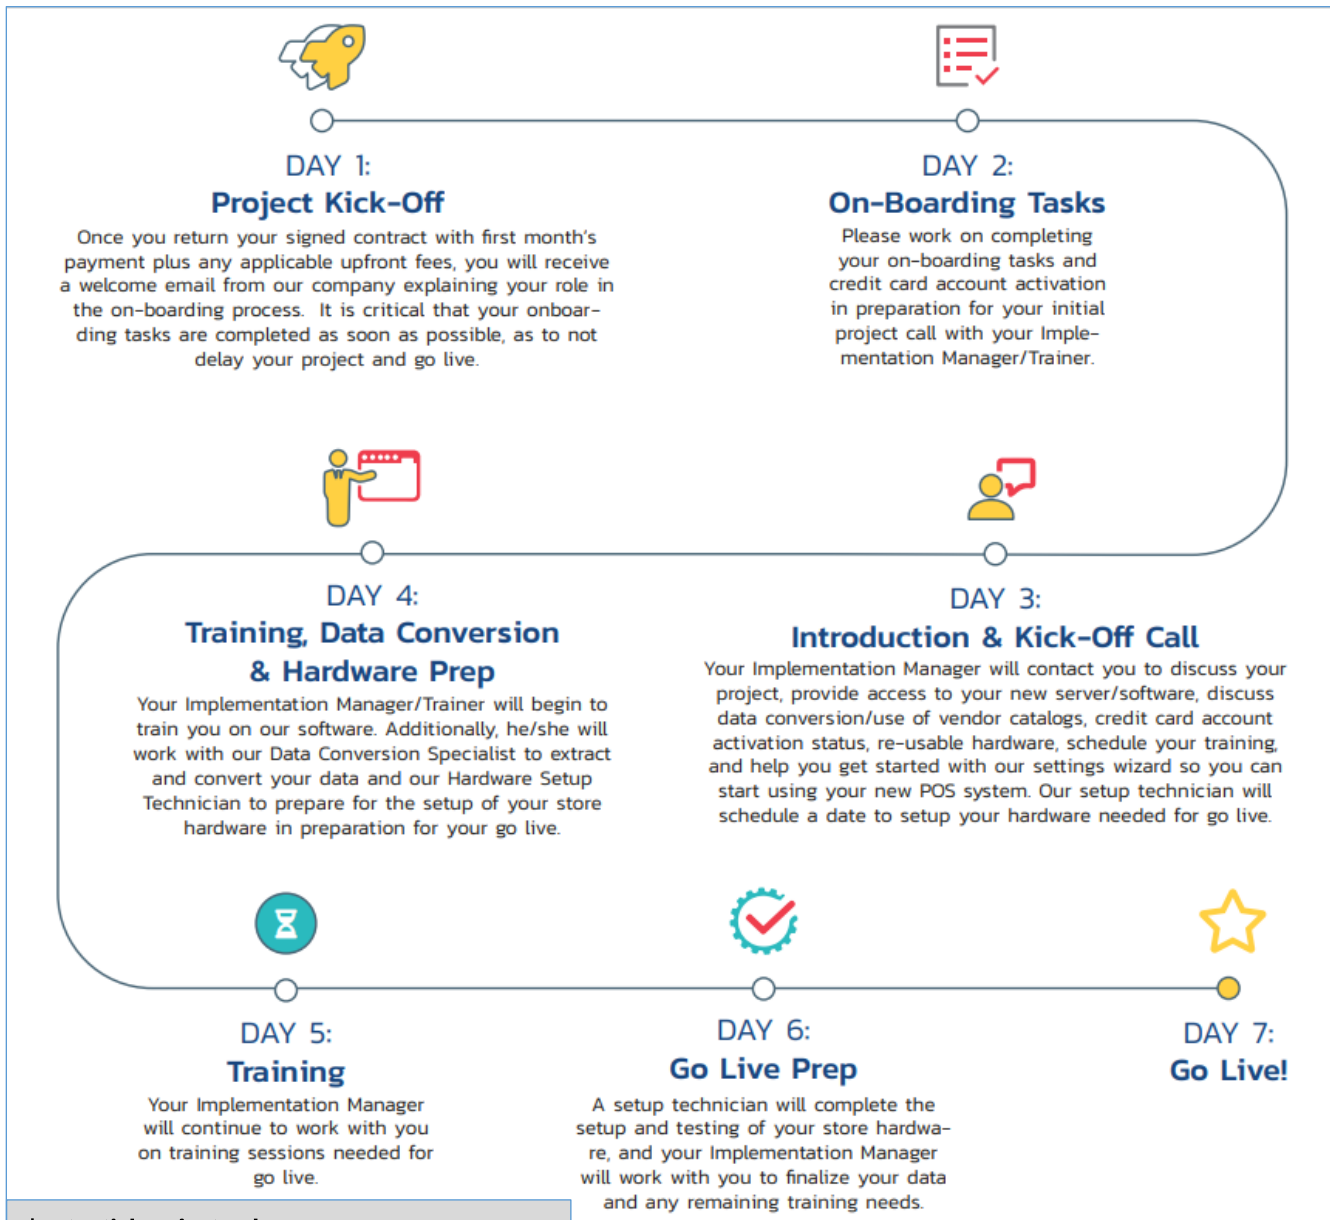 DAY 1:
Project Kick-Off
Once you return your signed contract with first month's
payment plus any applicable upfront fees, you will receive
a welcome email from our company explaining your role in
the on-boarding process. It is critical that your onboar-
ding tasks are completed as soon as possible, as to not
delay your project and go live.
DAY 2:
On-Boarding Tasks
Please work on completing
your on-boarding tasks and
credit card account activation
in preparation for your initial
project call with your Imple-
mentation Manager/Trainer.
DAY 3:
Introduction & Kick-Off Call
Your Implementation Manager will contact you to discuss your
project, provide access to your new server/software, discuss
data conversion/use of vendor catalogs, credit card account
activation status, re-usable hardware, schedule your training,
and help you get started with our settings wizard so you can
start using your new POS system. Our setup technician will
schedule a date to setup your hardware needed for go live.
DAY 4:
Training, Data Conversion
& Hardware Prep
Your Implementation Manager/Trainer will begin to
train you on our software. Additionally, he/she will
work with our Data Conversion Specialist to extract
and convert your data and our Hardware Setup
Technician to prepare for the setup of your store
hardware in preparation for your go live.
DAY 5:
Training
Your Implementation Manager
will continue to work with you
on training sessions needed for
go live.
DAY 6:
Go Live Prep
A setup technician will complete the
setup and testing of your store hardwa-
re, and your Implementation Manager
will work with you to finalize your data
and any remaining training needs.
DAY 7:
Go Live!